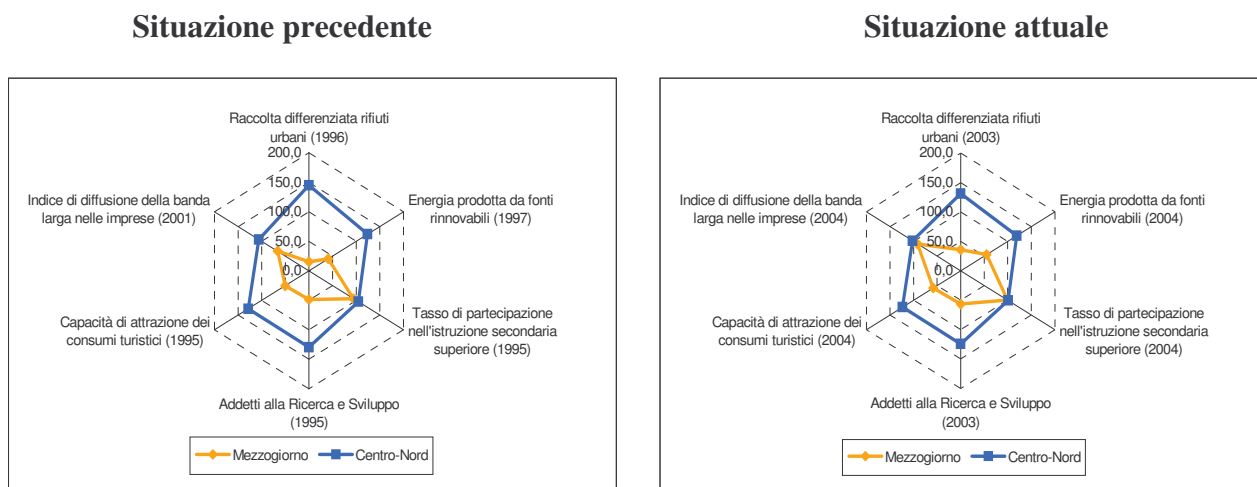 Situazione precedente
Raccolta differenziata rifiuti
urbani (1996)
200,0
150,0
100,0
50,0
0,0
Energia prodotta da fonti
rinnovabili (1997)
Tasso di partecipazione
nell'istruzione secondaria
superiore (1995)
Addetti alla Ricerca e Sviluppo
(1995)
Capacità di attrazione dei
consumi turistici (1995)
Indice di diffusione della banda
larga nelle imprese (2001)
Mezzogiorno
Centro-Nord
Situazione attuale
Raccolta differenziata rifiuti
urbani (2003)
200,0
150,0
100,0
50,0
0,0
Energia prodotta da fonti
rinnovabili (2004)
Tasso di partecipazione
nell'istruzione secondaria
superiore (2004)
Addetti alla Ricerca e Sviluppo
(2003)
Capacità di attrazione dei
consumi turistici (2004)
Indice di diffusione della banda
larga nelle imprese (2004)
Mezzogiorno
Centro-Nord